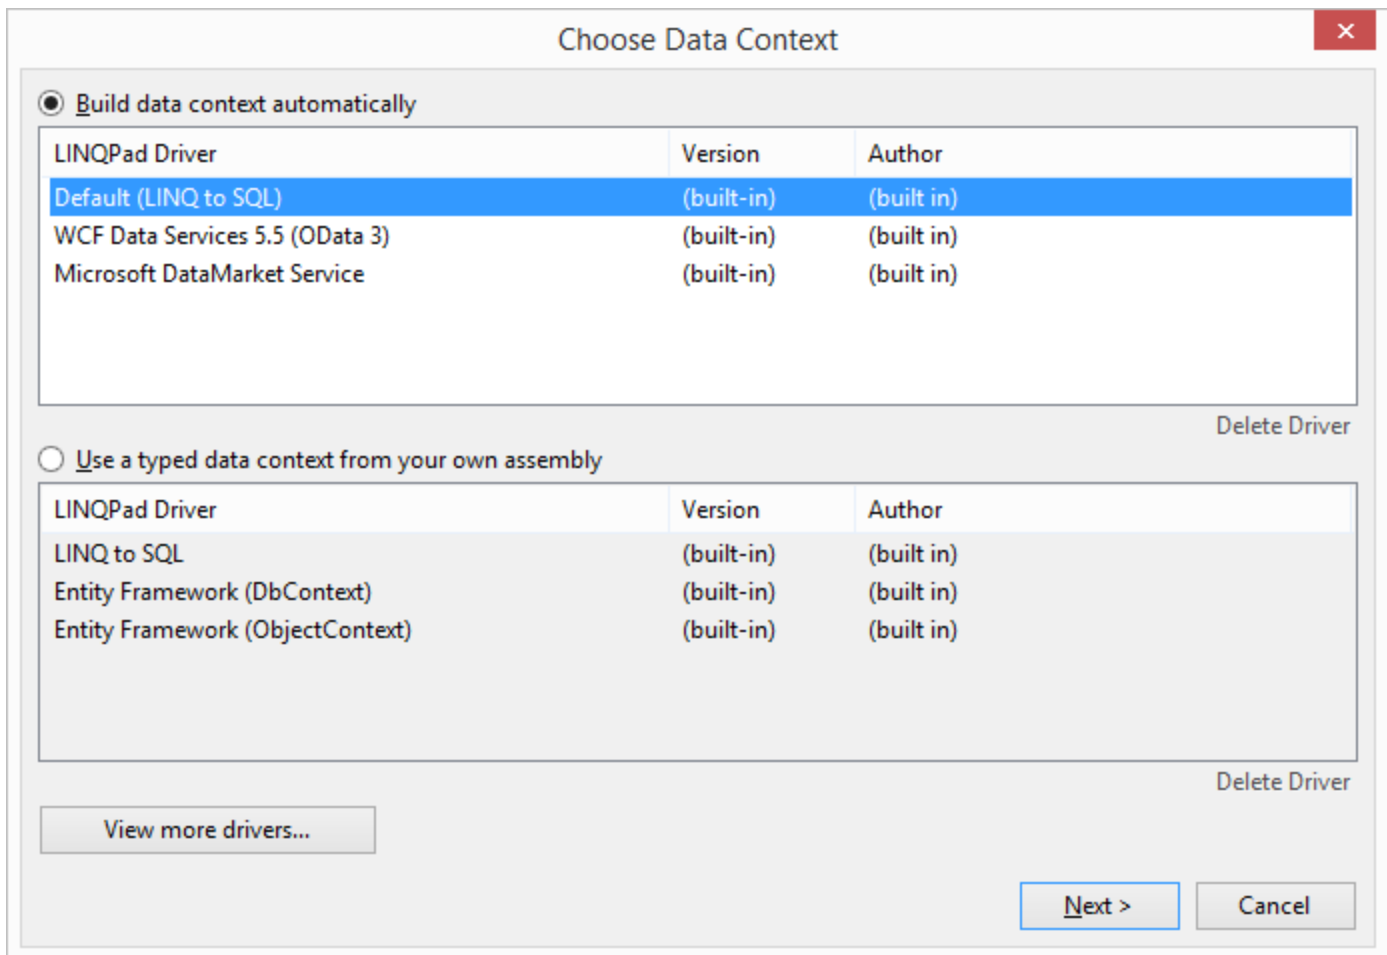 Choose Data Context
Build data context automatically
LINQPad Driver Version Author
Default (LINQ to SQL) (built-in) (built in)
WCF Data Services 5.5 (OData 3) (built-in) (built in)
Microsoft DataMarket Service (built-in) (built in)
Delete Driver
Use a typed data context from your own assembly
LINQPad Driver Version Author
LINQ to SQL (built-in) (built in)
Entity Framework (DbContext) (built-in) (built in)
Entity Framework (ObjectContext) (built-in) (built in)
Delete Driver
View more drivers...
Next > Cancel